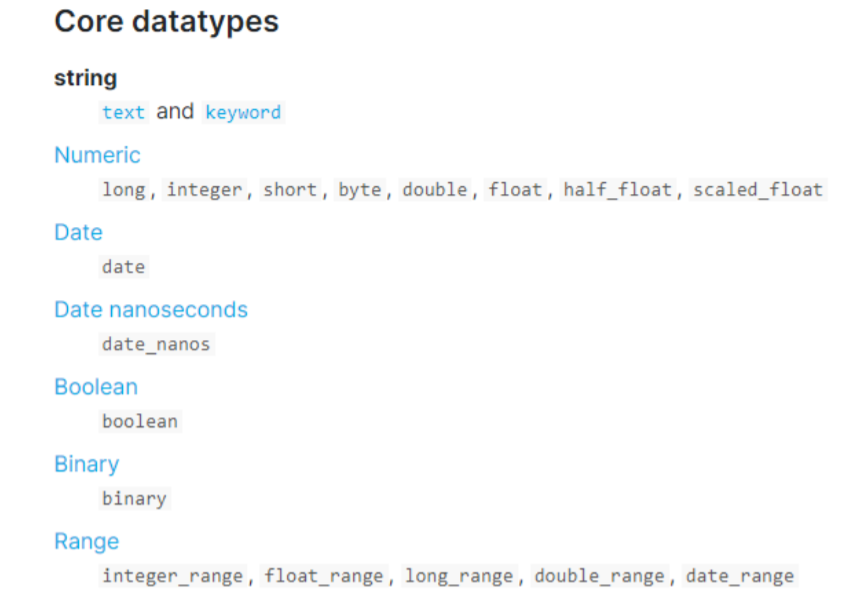 Core datatypes
string
text and keyword
Numeric
long, integer, short, byte, double, float, half_float, scaled_float
Date
date
Date nanoseconds
date_nanos
Boolean
boolean
Binary
binary
Range
integer_range, float_range, long_range, double_range, date_range